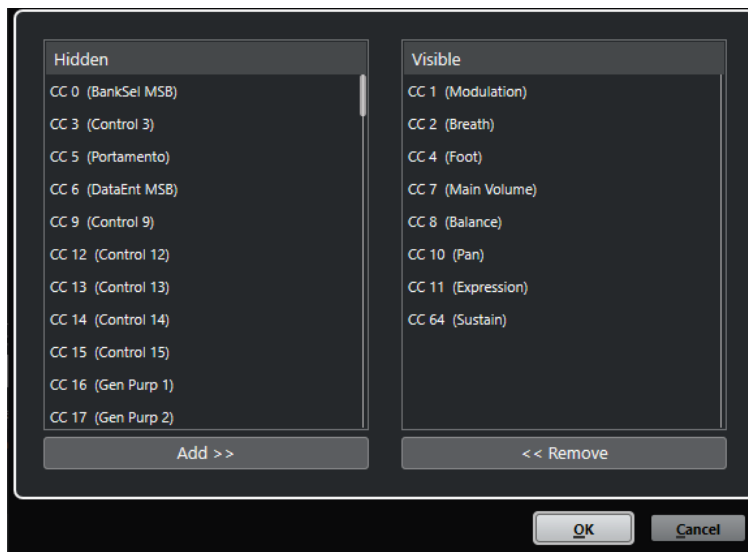 Hidden
CC 0 (BankSel MSB)
CC 3 (Control 3)
CC 5 (Portamento)
CC 6 (DataEnt MSB)
CC 9 (Control 9)
CC 12 (Control 12)
CC 13 (Control 13)
CC 14 (Control 14)
CC 15 (Control 15)
CC 16 (Gen Purp 1)
CC 17 (Gen Purp 2)
Add >>
Visible
CC 1 (Modulation)
CC 2 (Breath)
CC 4 (Foot)
CC 7 (Main Volume)
CC 8 (Balance)
CC 10 (Pan)
CC 11 (Expression)
CC 64 (Sustain)
<< Remove
OK
Cancel